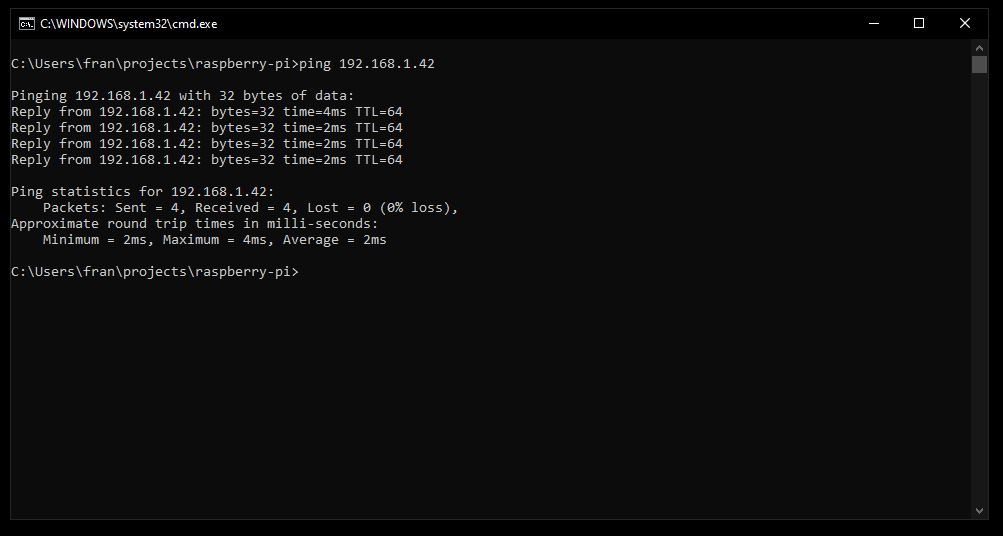 C:\WINDOWS\system32\cmd.exe
C:\Users\fran\projects\raspberry-pi>ping 192.168.1.42
Pinging 192.168.1.42 with 32 bytes of data:
Reply from 192.168.1.42: bytes=32 time=4ms TTL=64
Reply from 192.168.1.42: bytes=32 time=2ms TTL=64
Reply from 192.168.1.42: bytes=32 time=2ms TTL=64
Reply from 192.168.1.42: bytes=32 time=2ms TTL=64
Ping statistics for 192.168.1.42:
    Packets: Sent = 4, Received = 4, Lost = 0 (0% loss),
Approximate round trip times in milli-seconds:
    Minimum = 2ms, Maximum = 4ms, Average = 2ms
C:\Users\fran\projects\raspberry-pi>